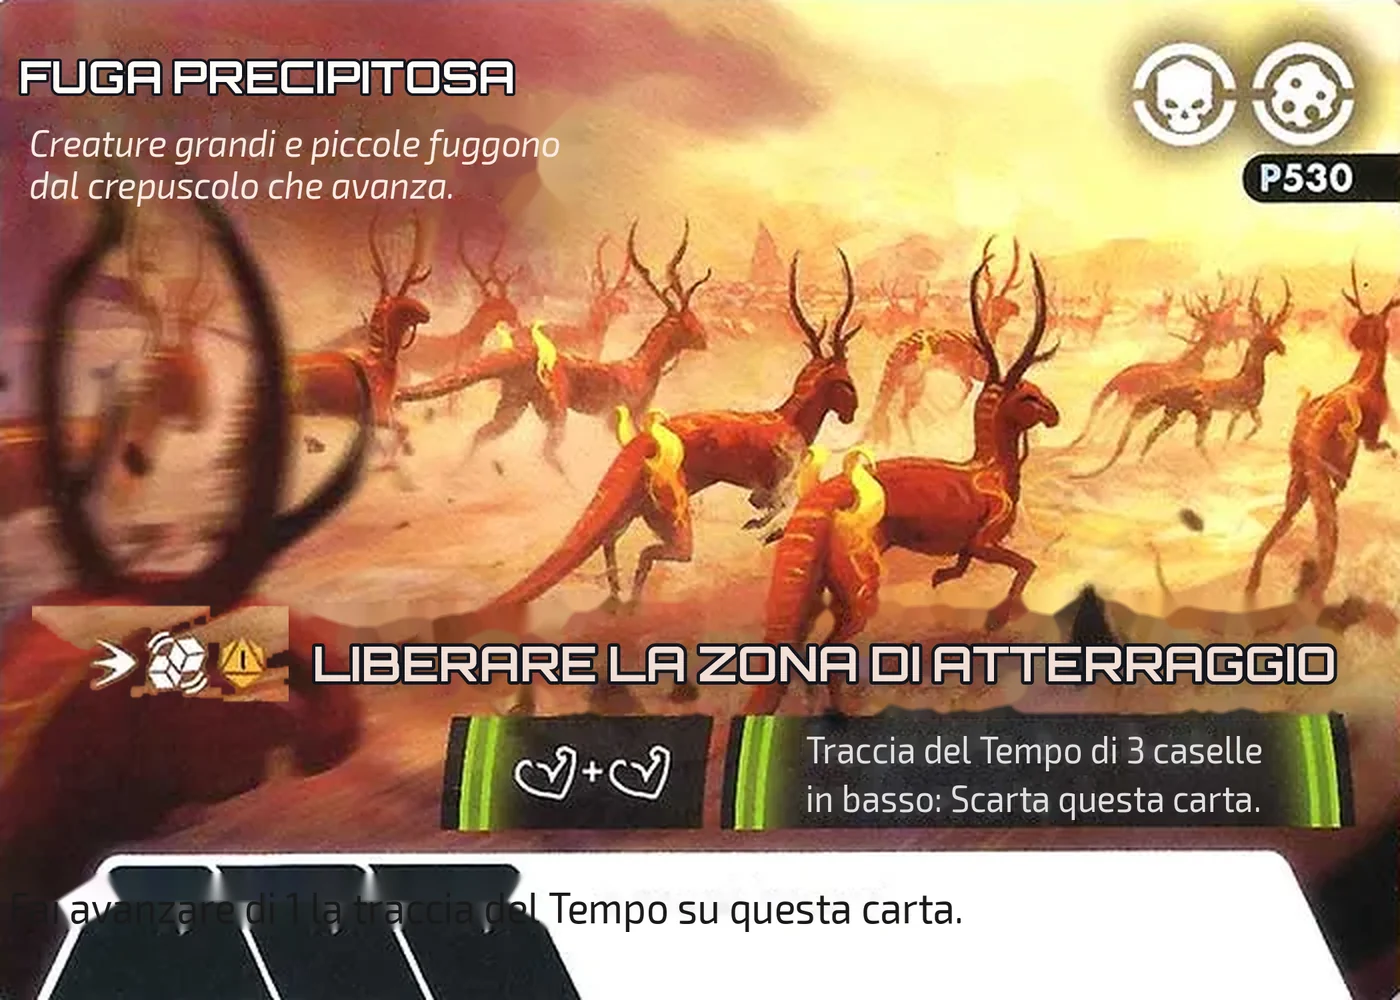 FUGA PRECIPITOSA
Creature grandi e piccole fuggono
dal crepuscolo che avanza.
P530
LIBERARE LA ZONA DI ATTERRAGGIO
+
Traccia del Tempo di 3 caselle
in basso: Scarta questa carta.
Fai avanzare di 1 la traccia del Tempo su questa carta.